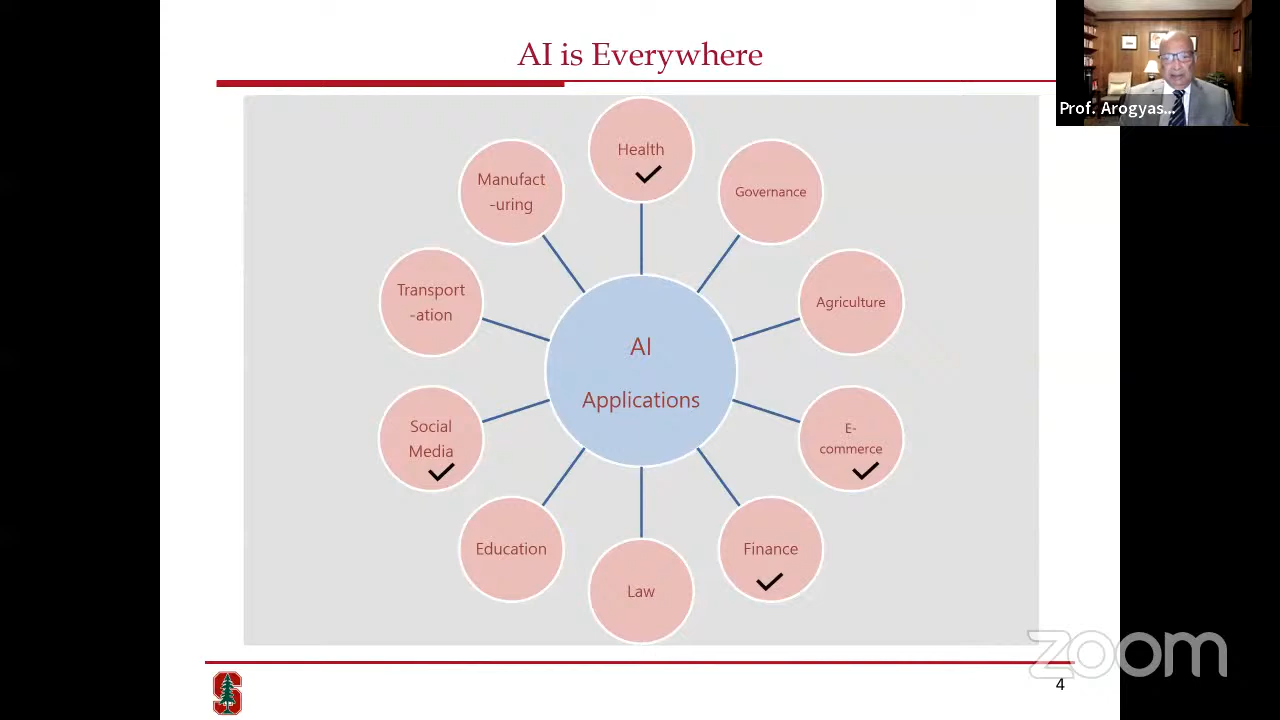 AI is Everywhere
Prof. Arogyas...
Health
Manufact
-uring
Governance
Transport
-ation
Agriculture
AI
Applications
Social
Media
E-
commerce
Education
Finance
Law
zoom
4
S